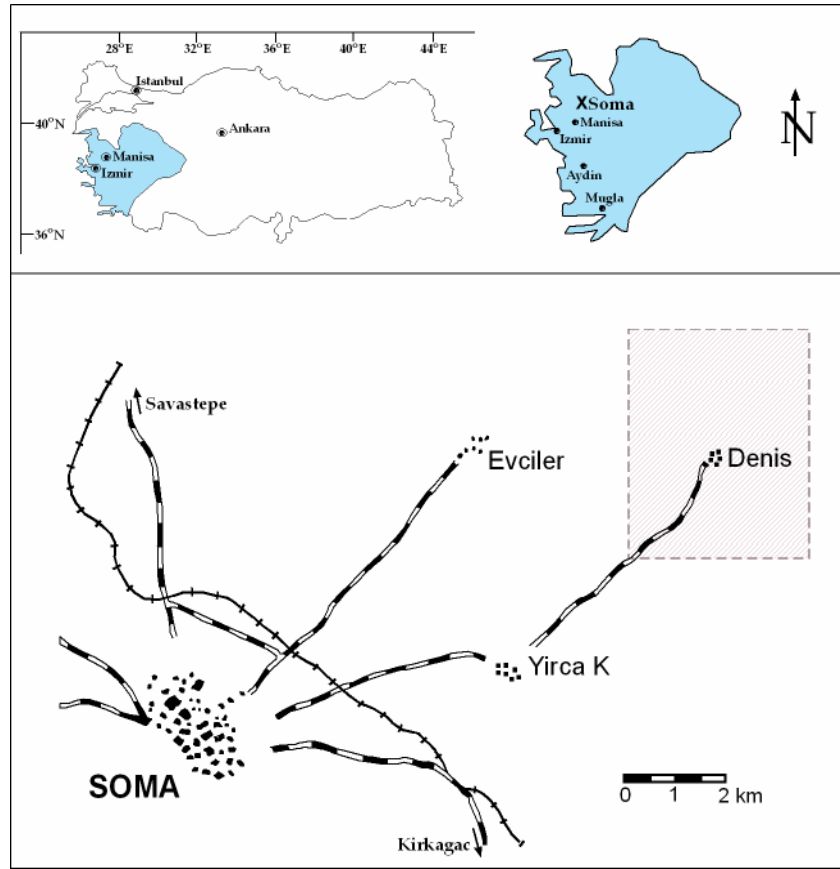 28°E 36°E 40°E 44°E
32°E
Istanbul
40°N
Ankara
Manisa
Izmir
36°N
XSoma
Manisa
Izmir
Aydin
Mugla
N
Savastepe
Evciler
Denis
Yirca K
SOMA
0 1 2 km
Kirkagac